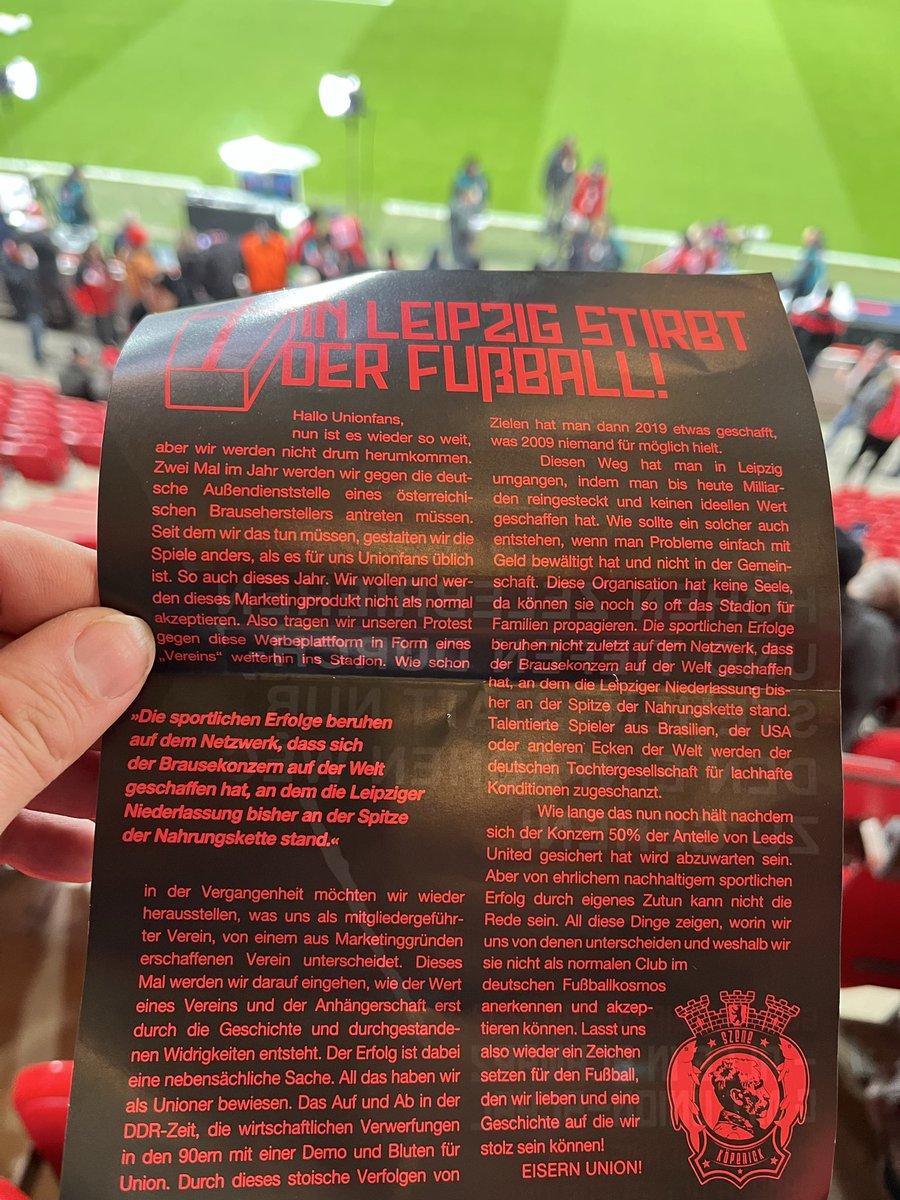 IN LEIPZIG STIRBT
DER FUßBALL!
Hallo Unionfans,
nun ist es wieder so weit,
aber wir werden nicht drum herumkommen.
Zwei Mal im Jahr werden wir gegen die deut-
sche Außendienststelle eines österreichi-
schen Brauseherstellers antreten müssen.
Seit dem wir das tun müssen, gestalten wir die
Spiele anders, als es für uns Unionfans üblich
ist. So auch dieses Jahr. Wir wollen und wer-
den dieses Marketingprodukt nicht als normal
akzeptieren. Also tragen wir unseren Protest
gegen diese Werbeplattform in Form eines
„Vereins“ weiterhin ins Stadion. Wie schon
»Die sportlichen Erfolge beruhen
auf dem Netzwerk, dass sich
der Brausekonzern auf der Welt
geschaffen hat, an dem die Leipziger
Niederlassung bisher an der Spitze
der Nahrungskette stand.«
in der Vergangenheit möchten wir wieder
herausstellen, was uns als mitgliedergeführ-
ter Verein, von einem aus Marketinggründen
erschaffenen Verein unterscheidet. Dieses
Mal werden wir darauf eingehen, wie der Wert
eines Vereins und der Anhängerschaft erst
durch die Geschichte und durchgestande-
nen Widrigkeiten entsteht. Der Erfolg ist dabei
eine nebensächliche Sache. All das haben wir
als Unioner bewiesen. Das Auf und Ab in der
DDR-Zeit, die wirtschaftlichen Verwerfungen
in den 90ern mit einer Demo und Bluten für
Union. Durch dieses stoische Verfolgen von
Zielen hat man dann 2019 etwas geschafft,
was 2009 niemand für möglich hielt.
Diesen Weg hat man in Leipzig
umgangen, indem man bis heute Milliar-
den reingesteckt und keinen ideellen Wert
geschaffen hat. Wie sollte ein solcher auch
entstehen, wenn man Probleme einfach mit
Geld bewältigt hat und nicht in der Gemein-
schaft. Diese Organisation hat keine Seele,
da können sie noch so oft das Stadion für
Familien propagieren. Die sportlichen Erfolge
beruhen nicht zuletzt auf dem Netzwerk, dass
der Brausekonzern auf der Welt geschaffen
hat, an dem die Leipziger Niederlassung bis-
her an der Spitze der Nahrungskette stand.
Talentierte Spieler aus Brasilien, der USA
oder anderen Ecken der Welt werden der
deutschen Tochtergesellschaft für lachhafte
Konditionen zugeschanzt.
Wie lange das nun noch hält nachdem
sich der Konzern 50% der Anteile von Leeds
United gesichert hat wird abzuwarten sein.
Aber von ehrlichem nachhaltigem sportlichen
Erfolg durch eigenes Zutun kann nicht die
Rede sein. All diese Dinge zeigen, worin wir
uns von denen unterscheiden und weshalb wir
sie nicht als normalen Club im
deutschen Fußballkosmos
anerkennen und akzep-
tieren können. Lasst uns
also wieder ein Zeichen
setzen für den Fußball,
den wir lieben und eine
Geschichte auf die wir
stolz sein können!
EISERN UNION!
SZENE
KÖPENICK